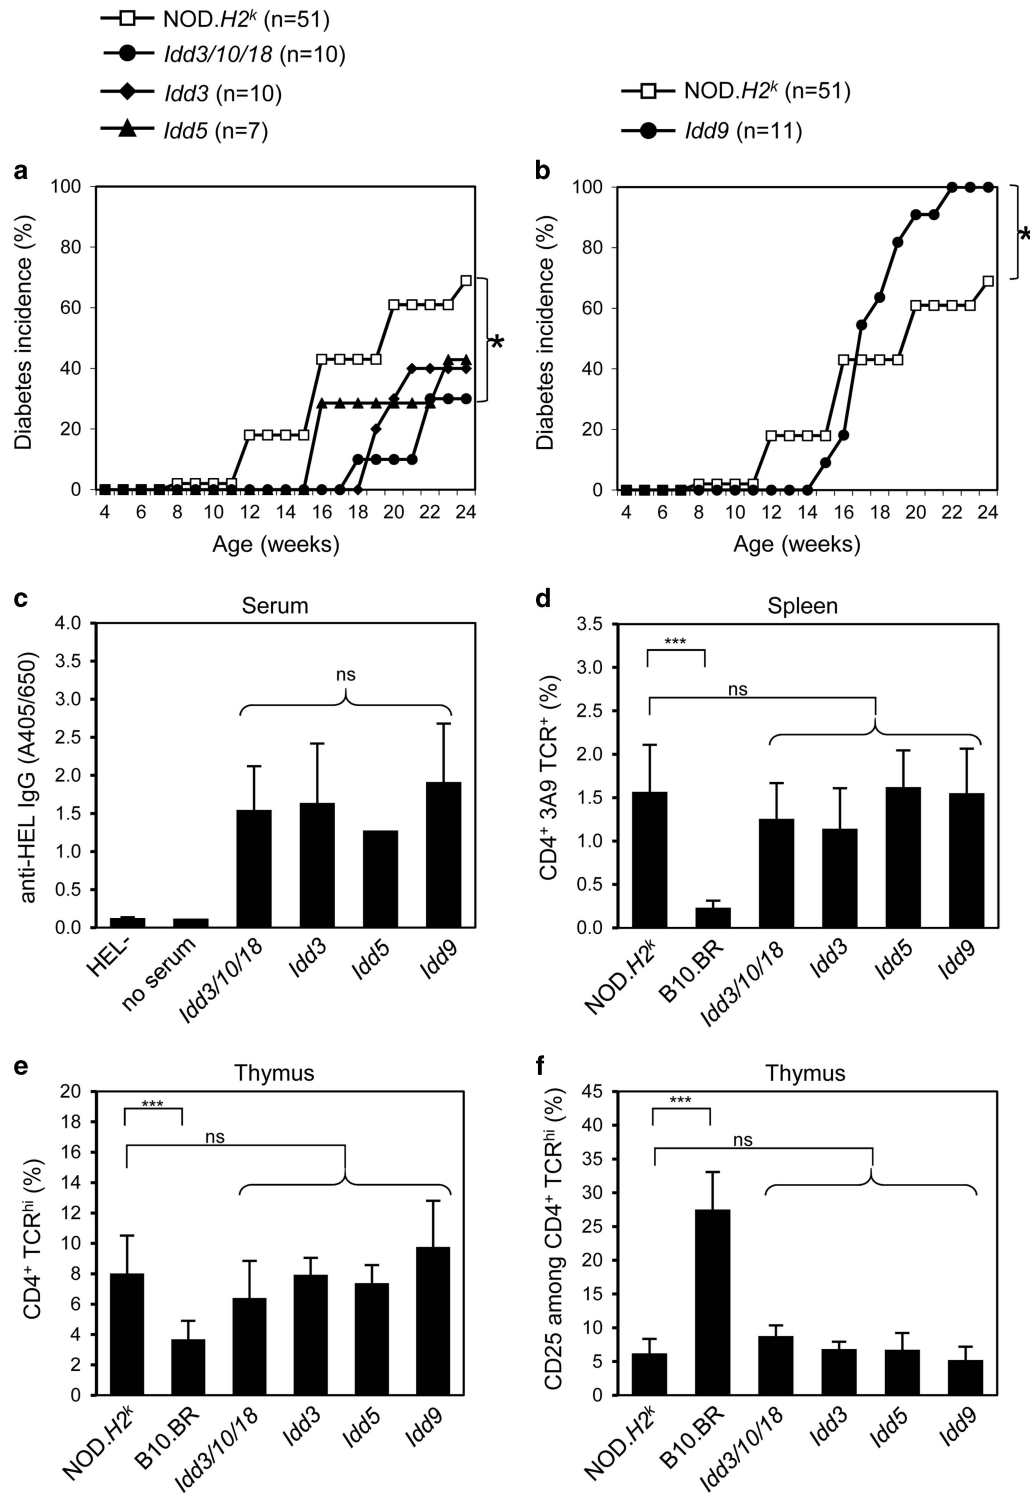 NOD.H2ᵏ (n=51)
Idd3/10/18 (n=10)
Idd3 (n=10)
Idd5 (n=7)
NOD.H2ᵏ (n=51)
Idd9 (n=11)
a
100
80
60
40
20
0
Diabetes incidence (%)
*
4 6 8 10 12 14 16 18 20 22 24
Age (weeks)
b
100
80
60
40
20
0
Diabetes incidence (%)
*
4 6 8 10 12 14 16 18 20 22 24
Age (weeks)
c
Serum
4.0
3.5
3.0
2.5
2.0
1.5
1.0
0.5
0.0
anti-HEL IgG (A405/650)
ns
HEL-
no serum
Idd3/10/18
Idd3
Idd5
Idd9
d
Spleen
3.5
3.0
2.5
2.0
1.5
1.0
0.5
0.0
CD4⁺ 3A9 TCR⁺ (%)
***
ns
NOD.H2ᵏ
B10.BR
Idd3/10/18
Idd3
Idd5
Idd9
e
Thymus
20
18
16
14
12
10
8
6
4
2
0
CD4⁺ TCRʰⁱ (%)
***
ns
NOD.H2ᵏ
B10.BR
Idd3/10/18
Idd3
Idd5
Idd9
f
Thymus
45
40
35
30
25
20
15
10
5
0
CD25 among CD4⁺ TCRʰⁱ (%)
***
ns
NOD.H2ᵏ
B10.BR
Idd3/10/18
Idd3
Idd5
Idd9